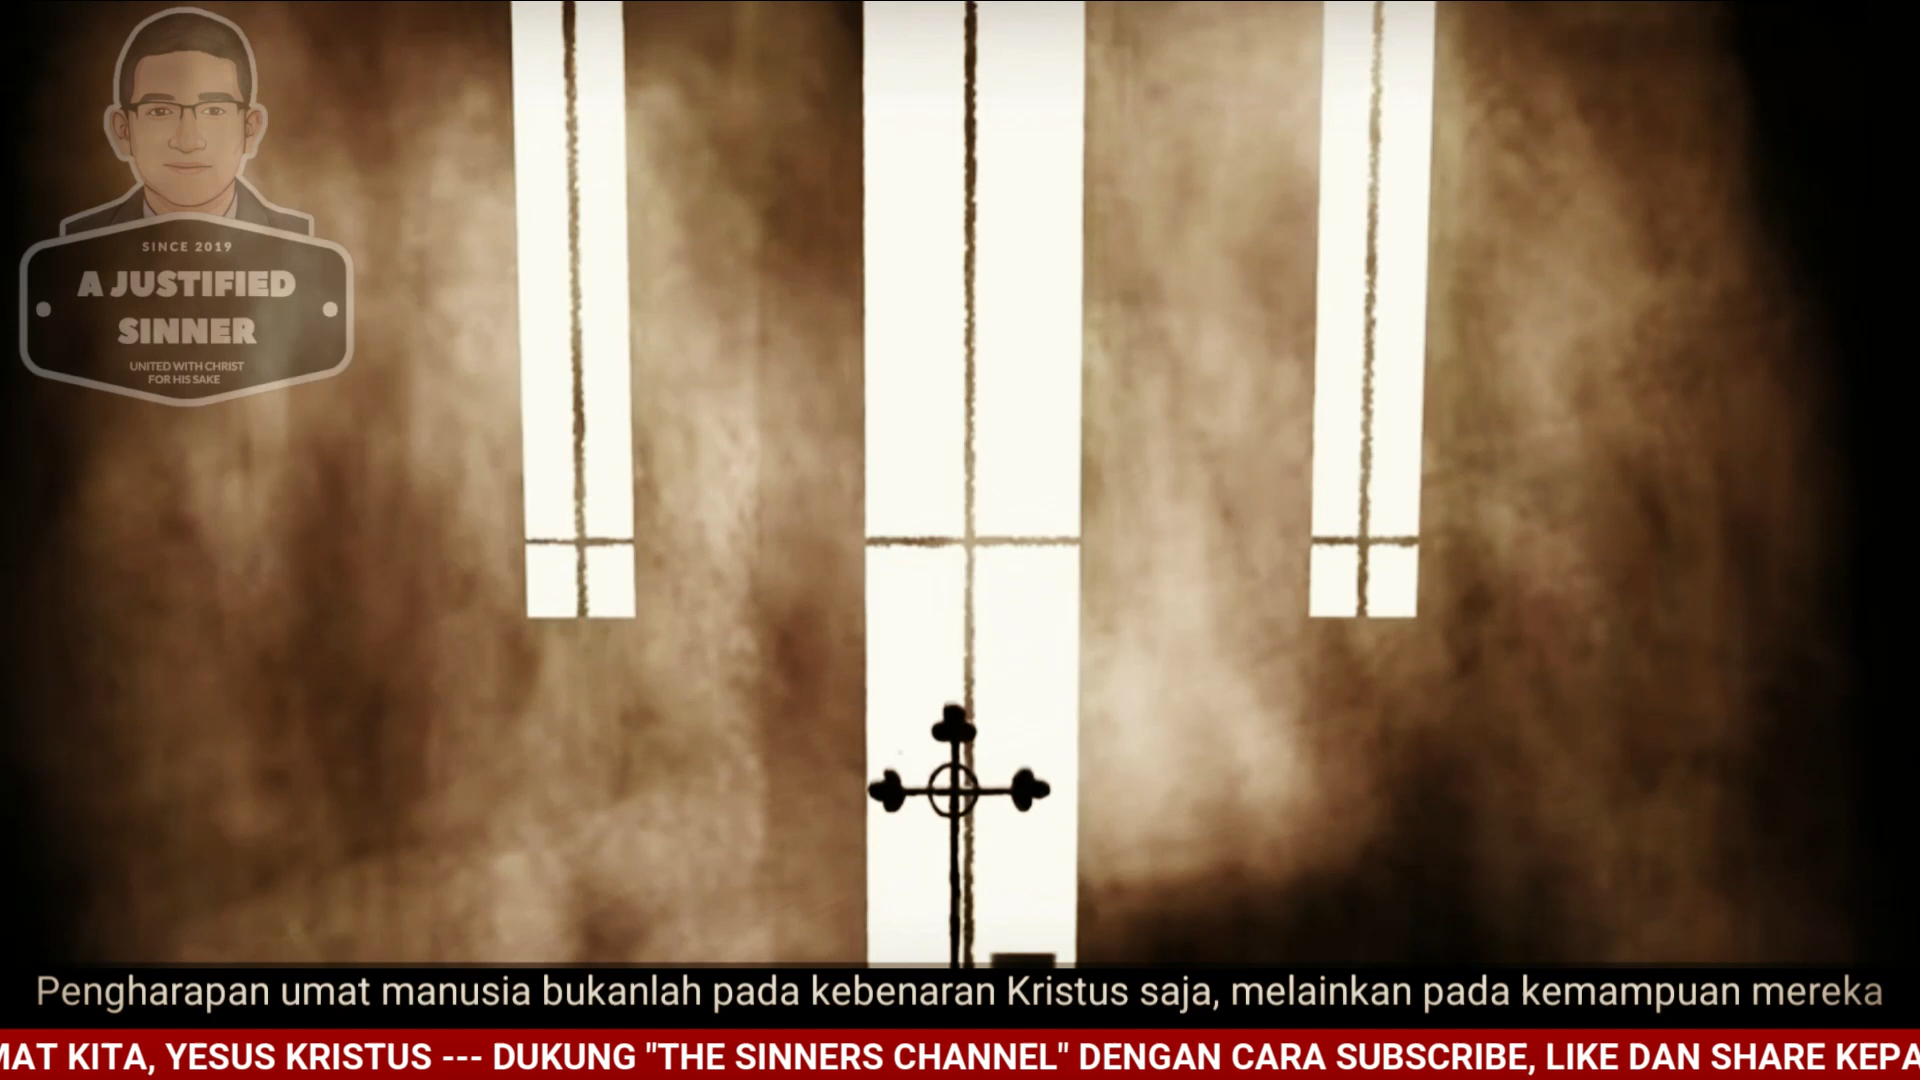 SINCE 2019
A JUSTIFIED
SINNER
UNITED WITH CHRIST
FOR HIS SAKE
Pengharapan umat manusia bukanlah pada kebenaran Kristus saja, melainkan pada kemampuan mereka
MAT KITA, YESUS KRISTUS --- DUKUNG "THE SINNERS CHANNEL" DENGAN CARA SUBSCRIBE, LIKE DAN SHARE KEPA